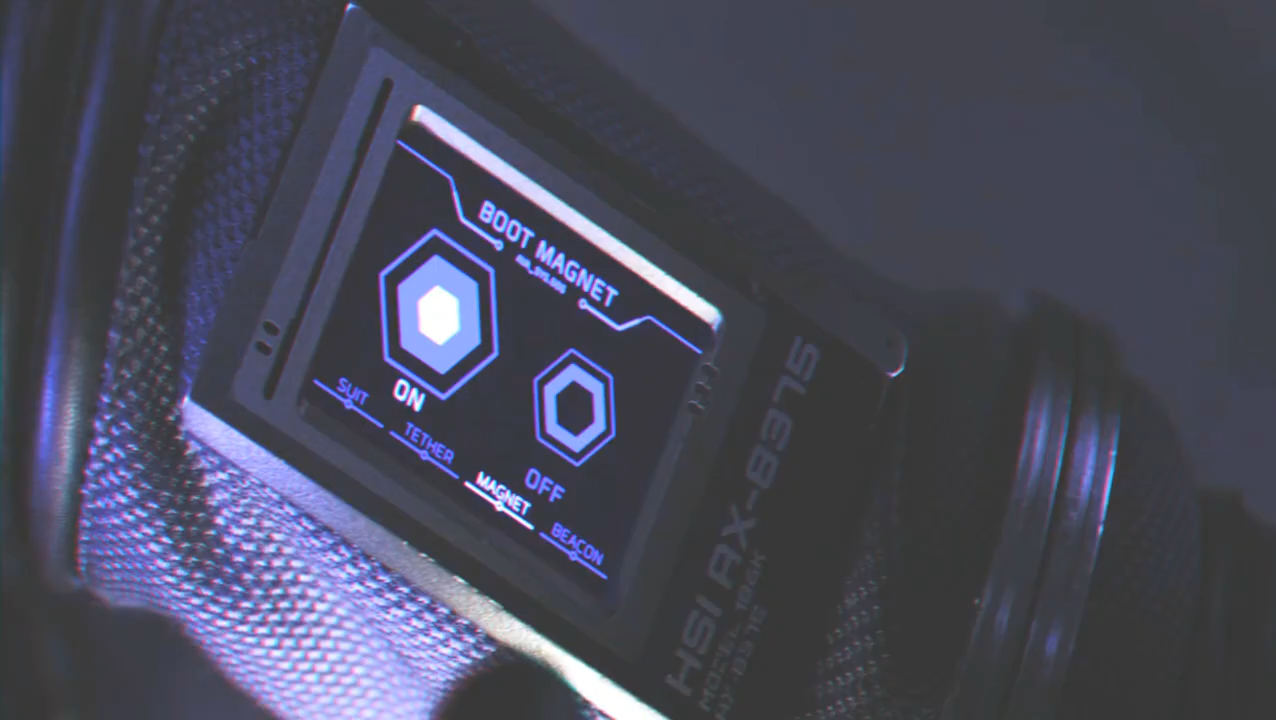 BOOT MAGNET
ON
OFF
SUIT
TETHER
MAGNET
BEACON
HSI AX-8375